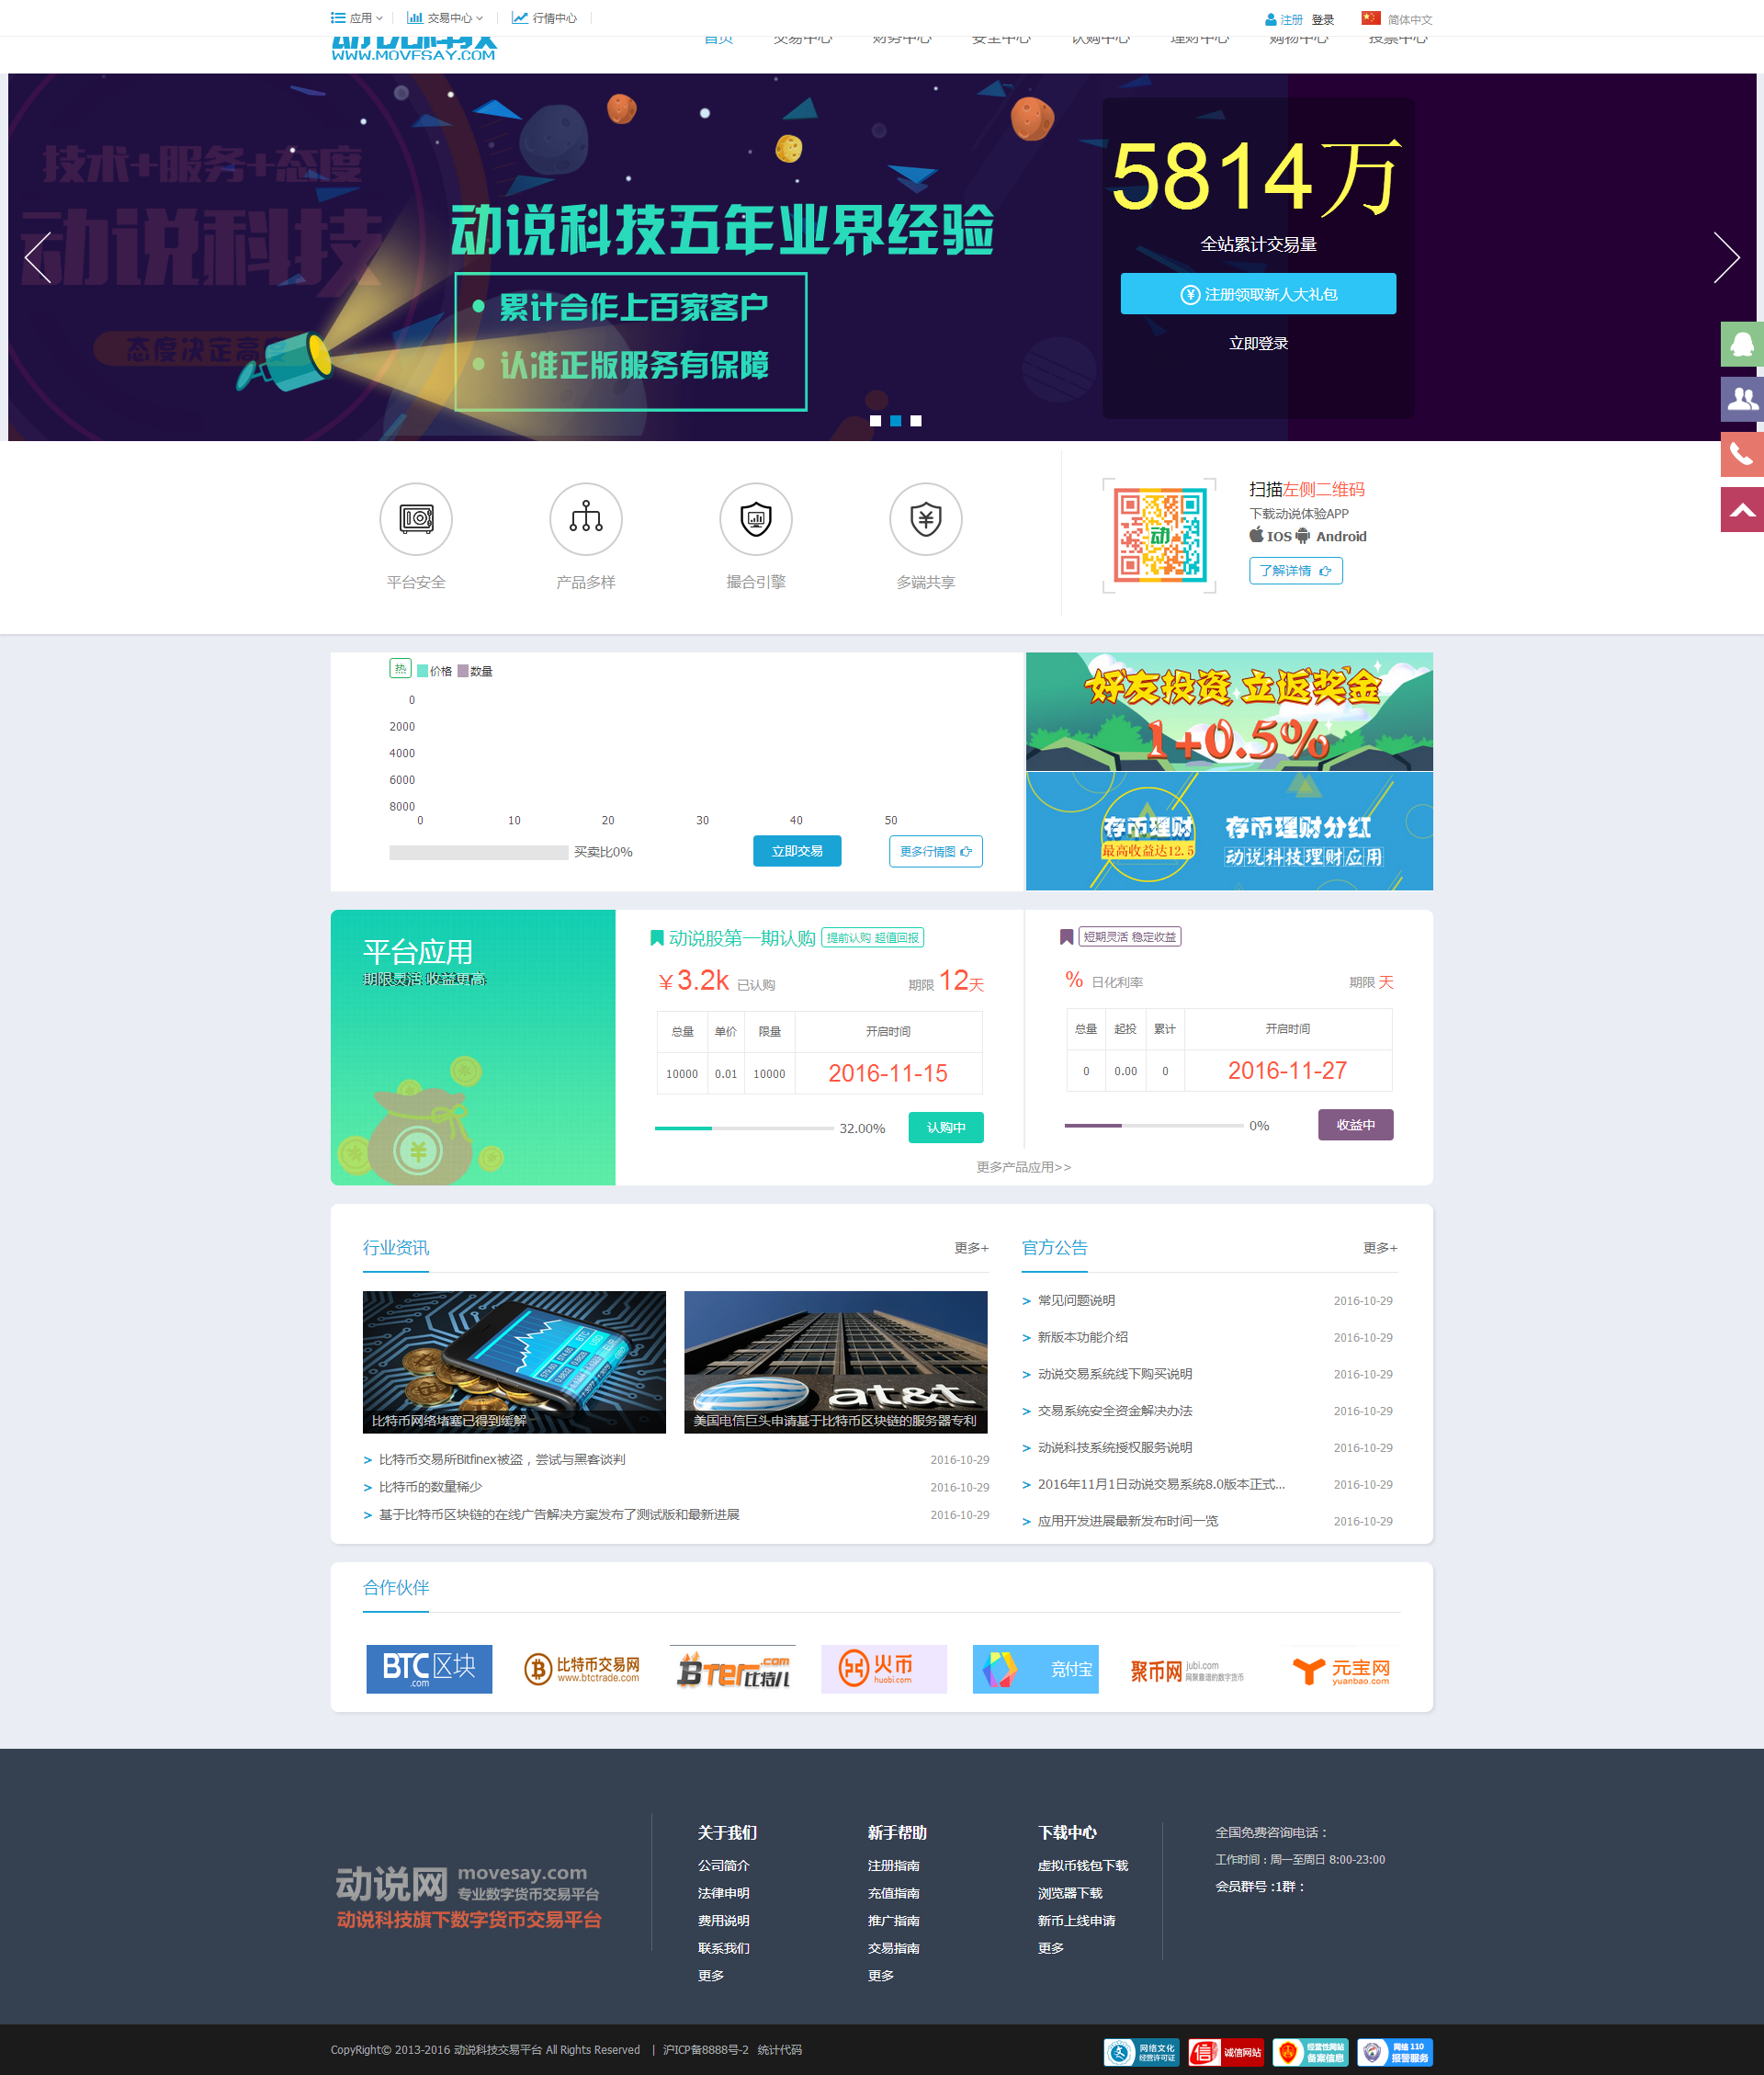 应用
交易中心
行情中心
注册 登录
简体中文
WWW.MOVESAY.COM
首页 交易中心 财务中心 安全中心 认购中心 理财中心 购物中心 投票中心
技术+服务+态度
动说科技
态度决定高度
动说科技五年业界经验
累计合作上百家客户
认准正版服务有保障
5814万
全站累计交易量
注册领取新人大礼包
立即登录
平台安全
产品多样
撮合引擎
多端共享
动
扫描左侧二维码
下载动说体验APP
IOS Android
了解详情
热 价格 数量
0
2000
4000
6000
8000
0 10 20 30 40 50
买卖比0%
立即交易
更多行情图
好友投资 立返奖金
1+0.5%
存币理财
最高收益达12.5
存币理财分红
动说科技理财应用
平台应用
期限灵活 收益更高
动说股第一期认购 提前认购 超值回报
¥3.2k 已认购
期限 12天
总量 单价 限量 开启时间
10000 0.01 10000 2016-11-15
32.00%
认购中
短期灵活 稳定收益
% 日化利率
期限 天
总量 起投 累计 开启时间
0 0.00 0 2016-11-27
0%
收益中
更多产品应用>>
行业资讯
更多+
比特币网络堵塞已得到缓解
at&t
美国电信巨头申请基于比特币区块链的服务器专利
> 比特币交易所Bitfinex被盗，尝试与黑客谈判 2016-10-29
> 比特币的数量稀少 2016-10-29
> 基于比特币区块链的在线广告解决方案发布了测试版和最新进展 2016-10-29
官方公告
更多+
> 常见问题说明 2016-10-29
> 新版本功能介绍 2016-10-29
> 动说交易系统线下购买说明 2016-10-29
> 交易系统安全资金解决办法 2016-10-29
> 动说科技系统授权服务说明 2016-10-29
> 2016年11月1日动说交易系统8.0版本正式... 2016-10-29
> 应用开发进展最新发布时间一览 2016-10-29
合作伙伴
BTC区块
.com
比特币交易网
www.btctrade.com
BTer.com
比特儿
火币
huobi.com
竞付宝
聚币网 jubi.com
元宝网
yuanbao.com
动说网 movesay.com
专业数字货币交易平台
动说科技旗下数字货币交易平台
关于我们
公司简介
法律申明
费用说明
联系我们
更多
新手帮助
注册指南
充值指南
推广指南
交易指南
更多
下载中心
虚拟币钱包下载
浏览器下载
新币上线申请
更多
全国免费咨询电话：
工作时间：周一至周日 8:00-23:00
会员群号 :1群：
CopyRight© 2013-2016 动说科技交易平台 All Rights Reserved | 沪ICP备8888号-2 统计代码
网络文化
经营许可证
信 诚信网站
经营性网站
备案信息
网络 110
报警服务